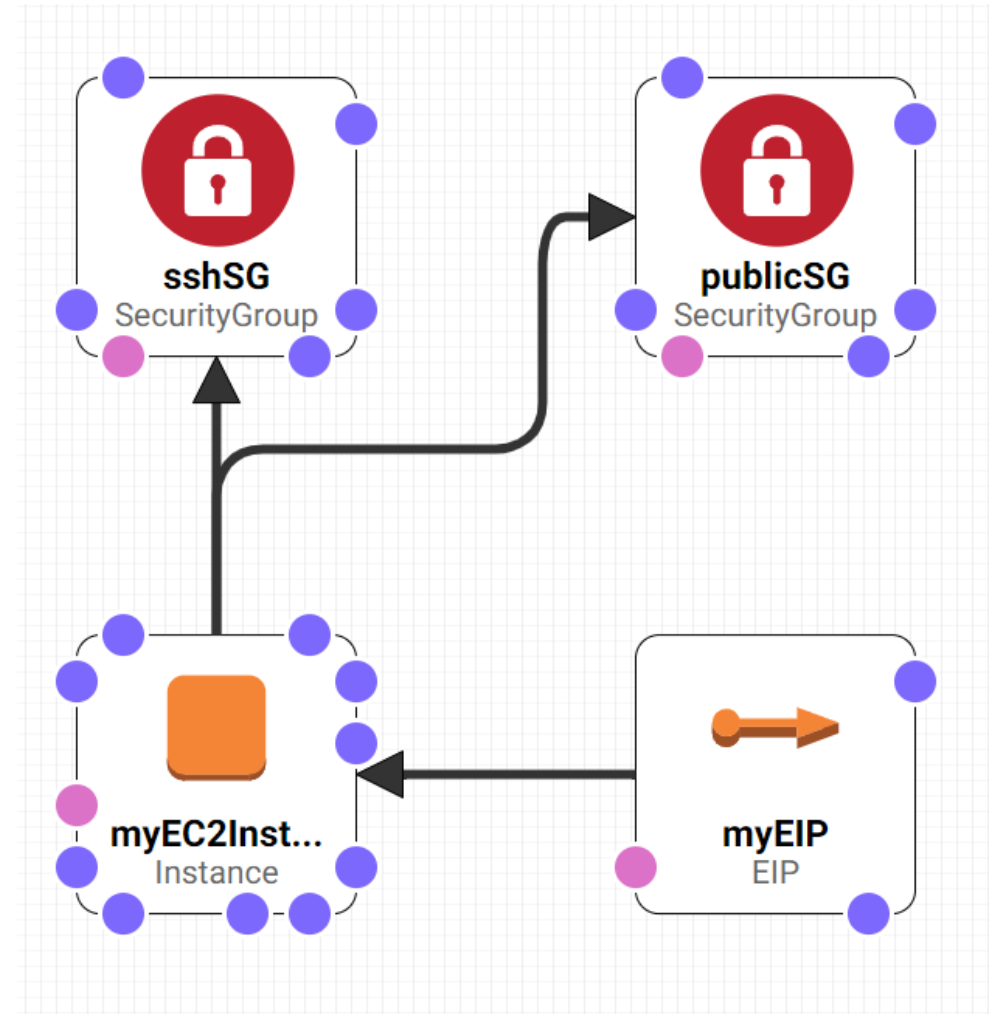 sshSG
SecurityGroup
publicSG
SecurityGroup
myEC2Inst...
Instance
myEIP
EIP